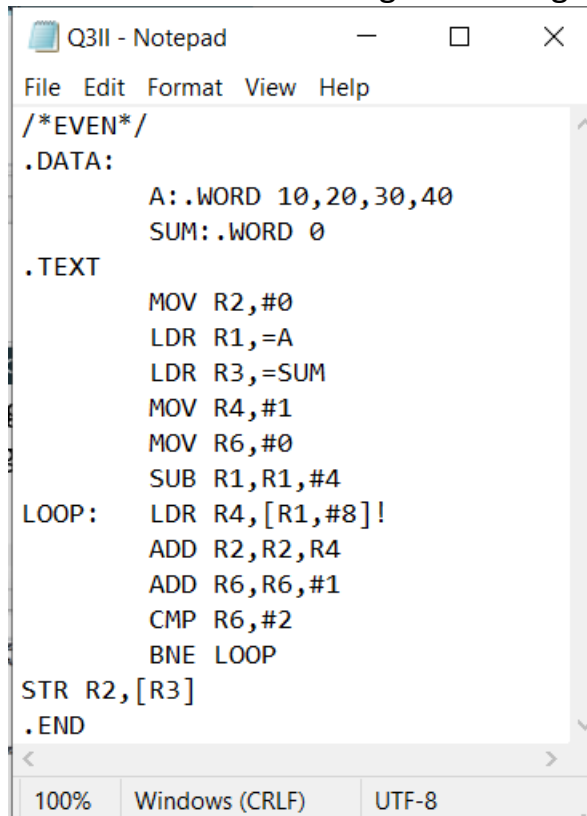 Q3II - Notepad
File Edit Format View Help
/*EVEN*/
.DATA:
A:.WORD 10,20,30,40
SUM:.WORD 0
.TEXT
MOV R2,#0
LDR R1,=A
LDR R3,=SUM
MOV R4,#1
MOV R6,#0
SUB R1,R1,#4
LOOP: LDR R4,[R1,#8]!
ADD R2,R2,R4
ADD R6,R6,#1
CMP R6,#2
BNE LOOP
STR R2,[R3]
.END
100% Windows (CRLF) UTF-8